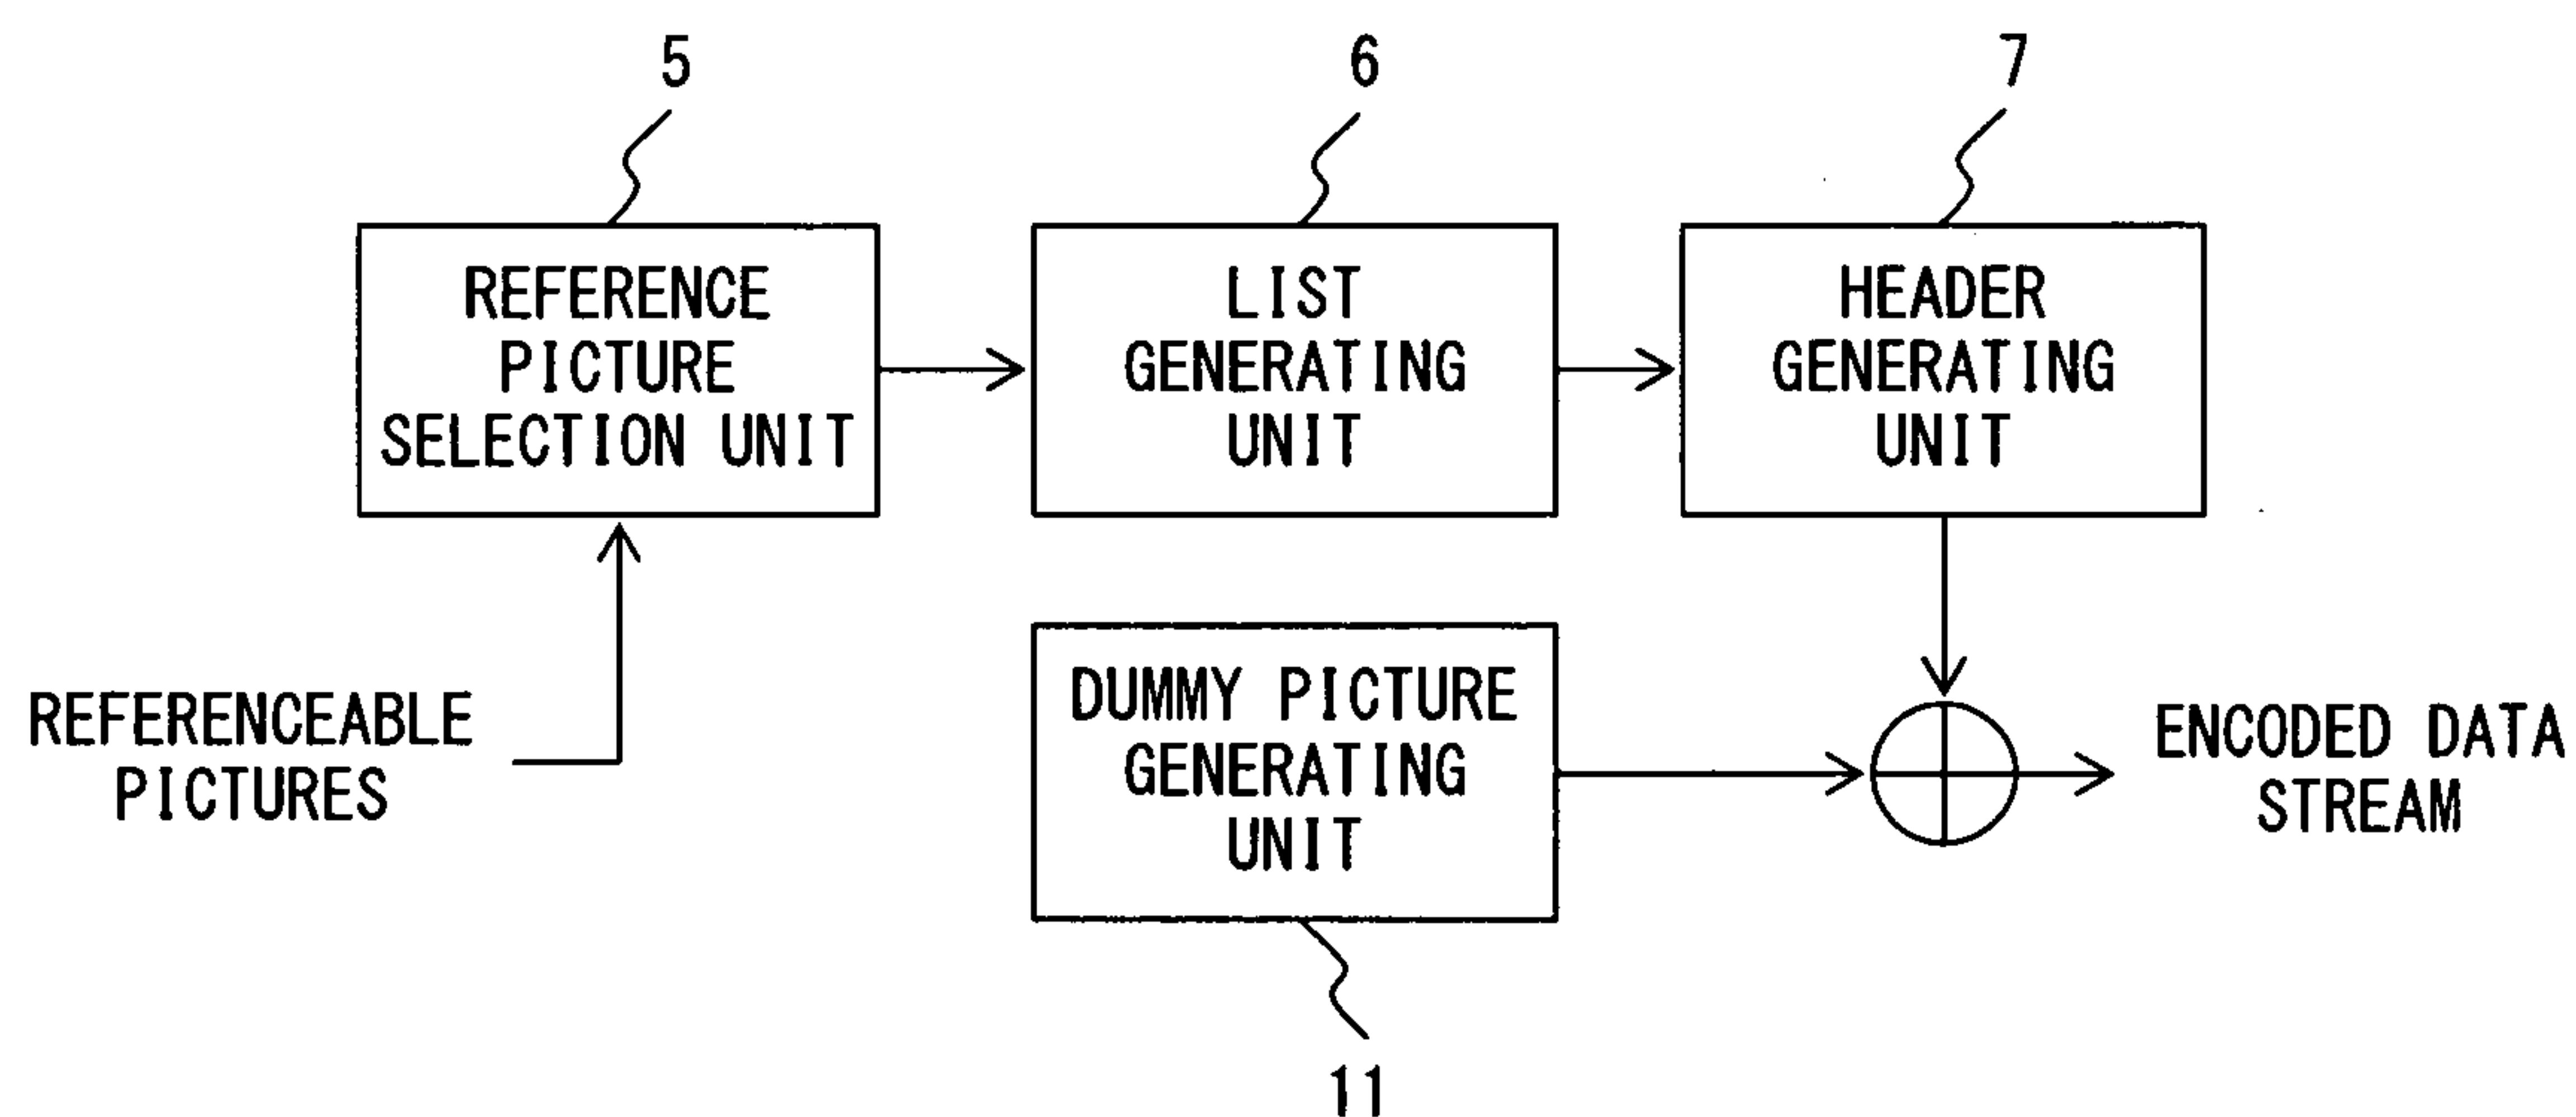 5
6
7
REFERENCE
PICTURE
SELECTION UNIT
LIST
GENERATING
UNIT
HEADER
GENERATING
UNIT
REFERENCEABLE
PICTURES
DUMMY PICTURE
GENERATING
UNIT
ENCODED DATA
STREAM
11